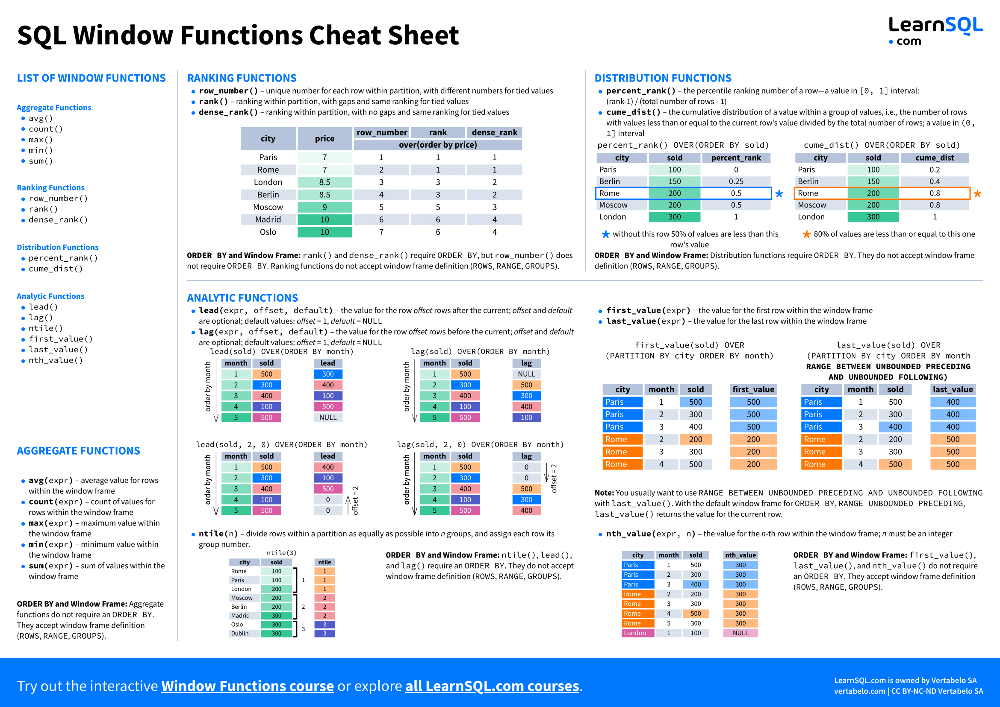 SQL Window Functions Cheat Sheet
LearnSQL
• com
LIST OF WINDOW FUNCTIONS
Aggregate Functions
• avg()
• count()
• max()
• min()
• sum()
Ranking Functions
• row_number()
• rank()
• dense_rank()
Distribution Functions
• percent_rank()
• cume_dist()
Analytic Functions
• lead()
• lag()
• ntile()
• first_value()
• last_value()
• nth_value()
AGGREGATE FUNCTIONS
• avg(expr) – average value for rows
within the window frame
• count(expr) – count of values for
rows within the window frame
• max(expr) – maximum value within
the window frame
• min(expr) – minimum value within
the window frame
• sum(expr) – sum of values within the
window frame
ORDER BY and Window Frame: Aggregate
functions do not require an ORDER BY.
They accept window frame definition
(ROWS, RANGE, GROUPS).
RANKING FUNCTIONS
• row_number() – unique number for each row within partition, with different numbers for tied values
• rank() – ranking within partition, with gaps and same ranking for tied values
• dense_rank() – ranking within partition, with no gaps and same ranking for tied values
city price row_number rank dense_rank
over(order by price)
Paris 7 1 1 1
Rome 7 2 1 1
London 8.5 3 3 2
Berlin 8.5 4 3 2
Moscow 9 5 5 3
Madrid 10 6 6 4
Oslo 10 7 6 4
ORDER BY and Window Frame: rank() and dense_rank() require ORDER BY, but row_number() does
not require ORDER BY. Ranking functions do not accept window frame definition (ROWS, RANGE, GROUPS).
DISTRIBUTION FUNCTIONS
• percent_rank() – the percentile ranking number of a row—a value in [0, 1] interval:
(rank-1) / (total number of rows - 1)
• cume_dist() – the cumulative distribution of a value within a group of values, i.e., the number of rows
with values less than or equal to the current row’s value divided by the total number of rows; a value in (0,
1] interval
percent_rank() OVER(ORDER BY sold)
city sold percent_rank
Paris 100 0
Berlin 150 0.25
Rome 200 0.5 *
Moscow 200 0.5
London 300 1
* without this row 50% of values are less than this
row's value
cume_dist() OVER(ORDER BY sold)
city sold cume_dist
Paris 100 0.2
Berlin 150 0.4
Rome 200 0.8 *
Moscow 200 0.8
London 300 1
* 80% of values are less than or equal to this one
ORDER BY and Window Frame: Distribution functions require ORDER BY. They do not accept window frame
definition (ROWS, RANGE, GROUPS).
ANALYTIC FUNCTIONS
• lead(expr, offset, default) – the value for the row offset rows after the current; offset and default
are optional; default values: offset = 1, default = NULL
• lag(expr, offset, default) – the value for the row offset rows before the current; offset and default
are optional; default values: offset = 1, default = NULL
lead(sold) OVER(ORDER BY month)
order by month
month sold lead
1 500 300
2 300 400
3 400 100
4 100 500
5 500 NULL
lag(sold) OVER(ORDER BY month)
order by month
month sold lag
1 500 NULL
2 300 500
3 400 300
4 100 400
5 500 100
lead(sold, 2, 0) OVER(ORDER BY month)
order by month
month sold lead
1 500 400
2 300 100
3 400 500
4 100 0
5 500 0
offset = 2
lag(sold, 2, 0) OVER(ORDER BY month)
order by month
month sold lag
1 500 0
2 300 0
3 400 500
4 100 300
5 500 400
offset = 2
• ntile(n) – divide rows within a partition as equally as possible into n groups, and assign each row its
group number.
ntile(3)
city sold ntile
Rome 100 1
Paris 100 1 1
London 200 1
Moscow 200 2
Berlin 200 2 2
Madrid 300 2
Oslo 300 3
3
Dublin 300 3
ORDER BY and Window Frame: ntile(), lead(),
and lag() require an ORDER BY. They do not accept
window frame definition (ROWS, RANGE, GROUPS).
• first_value(expr) – the value for the first row within the window frame
• last_value(expr) – the value for the last row within the window frame
first_value(sold) OVER
(PARTITION BY city ORDER BY month)
city month sold first_value
Paris 1 500 500
Paris 2 300 500
Paris 3 400 500
Rome 2 200 200
Rome 3 300 200
Rome 4 500 200
last_value(sold) OVER
(PARTITION BY city ORDER BY month
RANGE BETWEEN UNBOUNDED PRECEDING
AND UNBOUNDED FOLLOWING)
city month sold last_value
Paris 1 500 400
Paris 2 300 400
Paris 3 400 400
Rome 2 200 500
Rome 3 300 500
Rome 4 500 500
Note: You usually want to use RANGE BETWEEN UNBOUNDED PRECEDING AND UNBOUNDED FOLLOWING
with last_value(). With the default window frame for ORDER BY, RANGE UNBOUNDED PRECEDING,
last_value() returns the value for the current row.
• nth_value(expr, n) – the value for the n-th row within the window frame; n must be an integer
city month sold nth_value
Paris 1 500 300
Paris 2 300 300
Paris 3 400 300
Rome 2 200 300
Rome 3 300 300
Rome 4 500 300
Rome 5 300 300
London 1 100 NULL
ORDER BY and Window Frame: first_value(),
last_value(), and nth_value() do not require
an ORDER BY. They accept window frame definition
(ROWS, RANGE, GROUPS).
Try out the interactive Window Functions course or explore all LearnSQL.com courses.
LearnSQL.com is owned by Vertabelo SA
vertabelo.com | CC BY-NC-ND Vertabelo SA